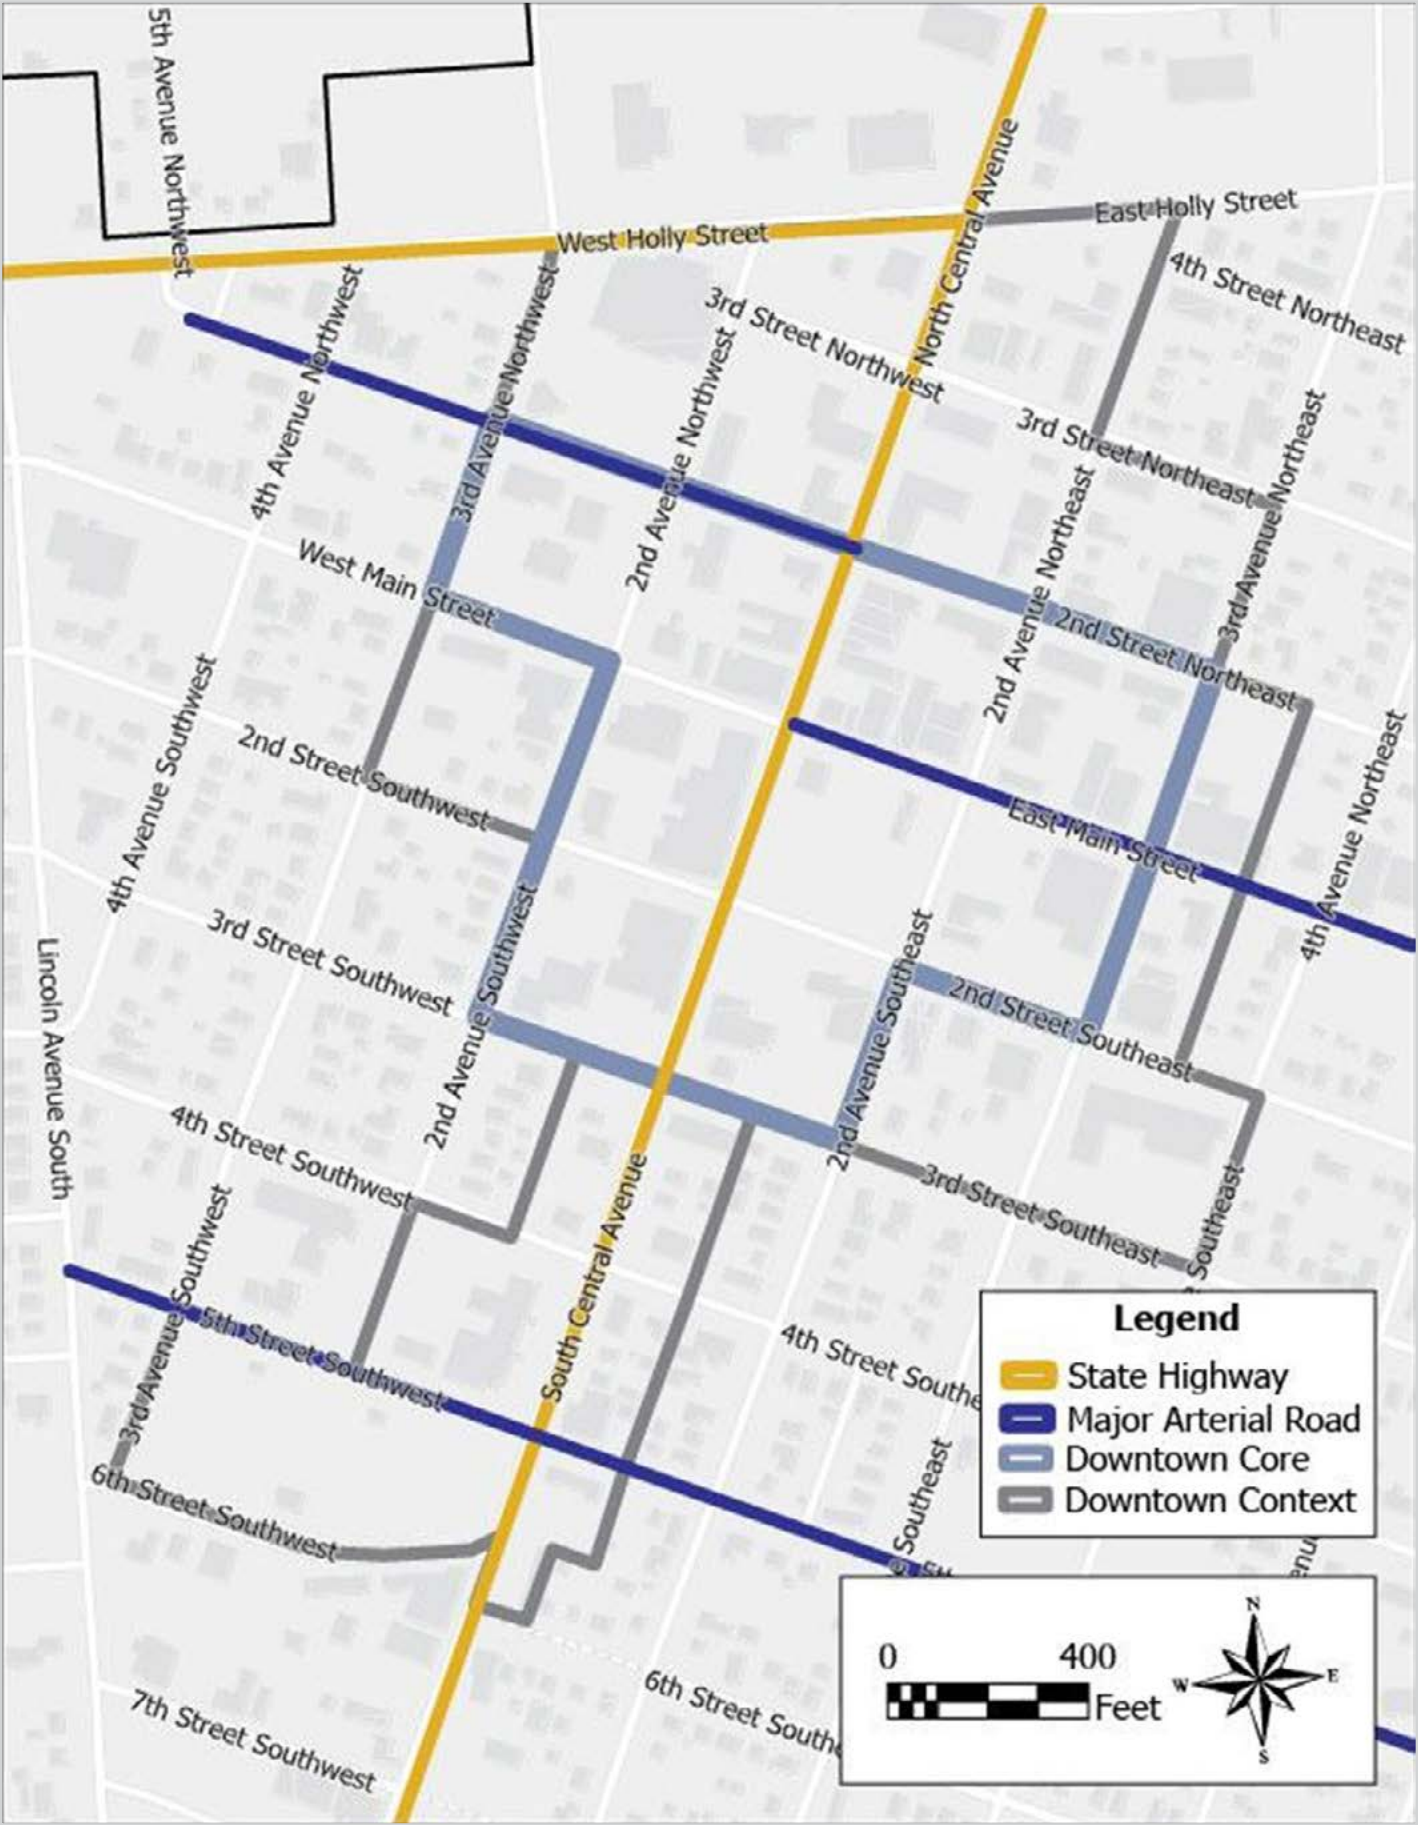 5th Avenue Northwest
West Holly Street
North Central Avenue
East Holly Street
4th Street Northeast
4th Avenue Northwest
3rd Avenue Northwest
3rd Street Northwest
2nd Avenue Northwest
3rd Street Northeast
3rd Avenue Northeast
3rd Avenue Northwest
2nd Avenue Northeast
West Main Street
2nd Street Northeast
4th Avenue Southwest
2nd Street Southwest
East Main Street
4th Avenue Northeast
3rd Street Southwest
2nd Avenue Southwest
2nd Avenue Southeast
2nd Street Southeast
Lincoln Avenue South
4th Street Southwest
3rd Street Southeast
Southeast
3rd Avenue Southwest
South Central Avenue
5th Street Southwest
4th Street Southe
Southeast
6th Street Southwest
6th Street Southe
7th Street Southwest
Legend
State Highway
Major Arterial Road
Downtown Core
Downtown Context
0 400
Feet
N
W E
S